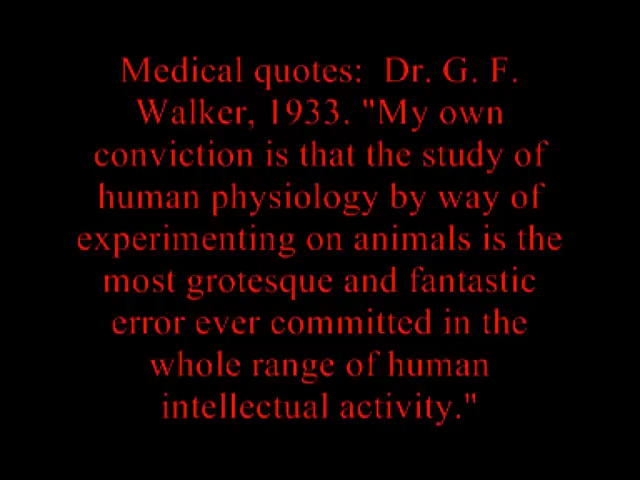 Medical quotes:  Dr. G. F.
Walker, 1933. "My own
conviction is that the study of
human physiology by way of
experimenting on animals is the
most grotesque and fantastic
error ever committed in the
whole range of human
intellectual activity."